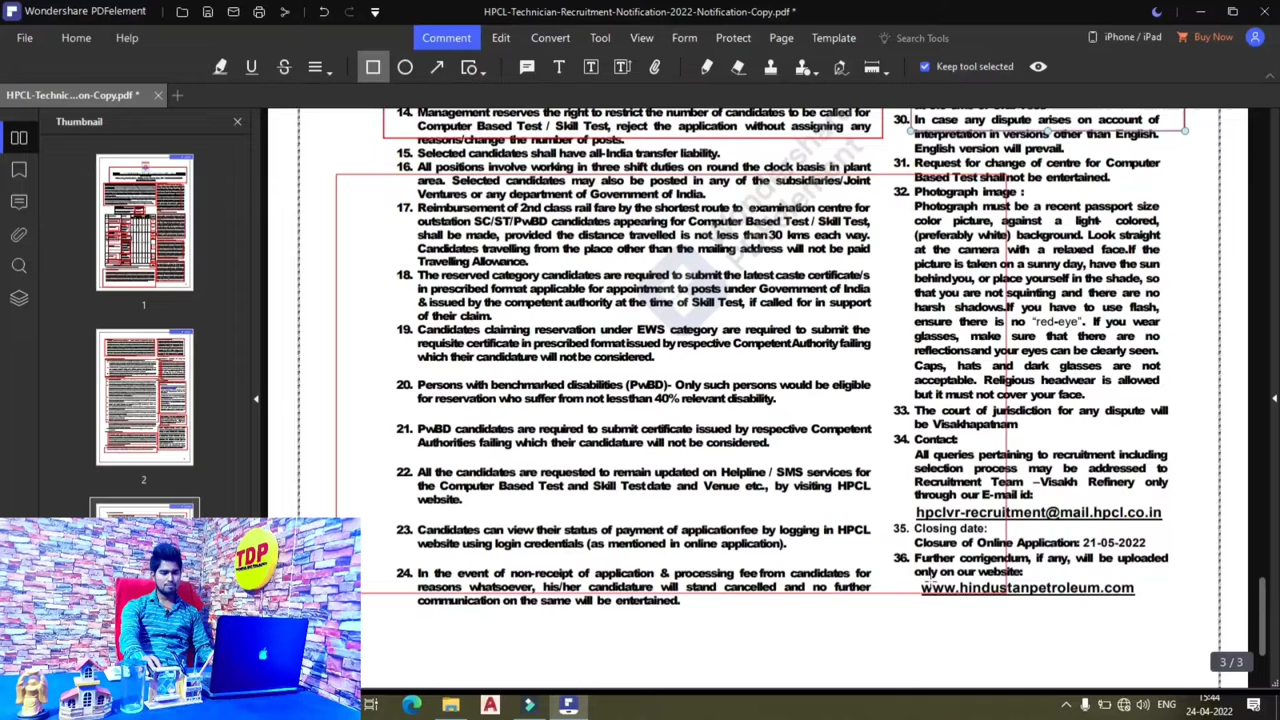 Wondershare PDFelement
HPCL-Technician-Recruitment-Notification-2022-Notification-Copy.pdf *
File Home Help Comment Edit Convert Tool View Form Protect Page Template Search Tools iPhone / iPad Buy Now
Keep tool selected
HPCL-Technic...on-Copy.pdf *
Thumbnail
1
2
14. Management reserves the right to restrict the number of candidates to be called for
Computer Based Test / Skill Test, reject the application without assigning any
reasons/change the number of posts.
15. Selected candidates shall have all-India transfer liability.
16. All positions involve working in three shift duties on round the clock basis in plant
area. Selected candidates may also be posted in any of the subsidiaries/Joint
Ventures or any department of Government of India.
17. Reimbursement of 2nd class rail fare by the shortest route to examination centre for
outstation SC/ST/PwBD candidates appearing for Computer Based Test / Skill Test,
shall be made, provided the distance travelled is not less than 30 kms each way.
Candidates travelling from the place other than the mailing address will not be paid
Travelling Allowance.
18. The reserved category candidates are required to submit the latest caste certificate/s
in prescribed format applicable for appointment to posts under Government of India
& issued by the competent authority at the time of Skill Test, if called for in support
of their claim.
19. Candidates claiming reservation under EWS category are required to submit the
requisite certificate in prescribed format issued by respective Competent Authority failing
which their candidature will not be considered.
20. Persons with benchmarked disabilities (PwBD)- Only such persons would be eligible
for reservation who suffer from not less than 40% relevant disability.
21. PwBD candidates are required to submit certificate issued by respective Competent
Authorities failing which their candidature will not be considered.
22. All the candidates are requested to remain updated on Helpline / SMS services for
the Computer Based Test and Skill Test date and Venue etc., by visiting HPCL
website.
23. Candidates can view their status of payment of application fee by logging in HPCL
website using login credentials (as mentioned in online application).
24. In the event of non-receipt of application & processing fee from candidates for
reasons whatsoever, his/her candidature will stand cancelled and no further
communication on the same will be entertained.
30. In case any dispute arises on account of
interpretation in versions other than English.
English version will prevail.
31. Request for change of centre for Computer
Based Test shall not be entertained.
32. Photograph image :
Photograph must be a recent passport size
color picture, against a light- colored,
(preferably white) background. Look straight
at the camera with a relaxed face.If the
picture is taken on a sunny day, have the sun
behind you, or place yourself in the shade, so
that you are not squinting and there are no
harsh shadows.If you have to use flash,
ensure there is no "red-eye". If you wear
glasses, make sure that there are no
reflections and your eyes can be clearly seen.
Caps, hats and dark glasses are not
acceptable. Religious headwear is allowed
but it must not cover your face.
33. The court of jurisdiction for any dispute will
be Visakhapatnam
34. Contact:
All queries pertaining to recruitment including
selection process may be addressed to
Recruitment Team –Visakh Refinery only
through our E-mail id:
hpclvr-recruitment@mail.hpcl.co.in
35. Closing date:
Closure of Online Application: 21-05-2022
36. Further corrigendum, if any, will be uploaded
only on our website:
www.hindustanpetroleum.com
3 / 3
TDP
ENG
15:44
24-04-2022